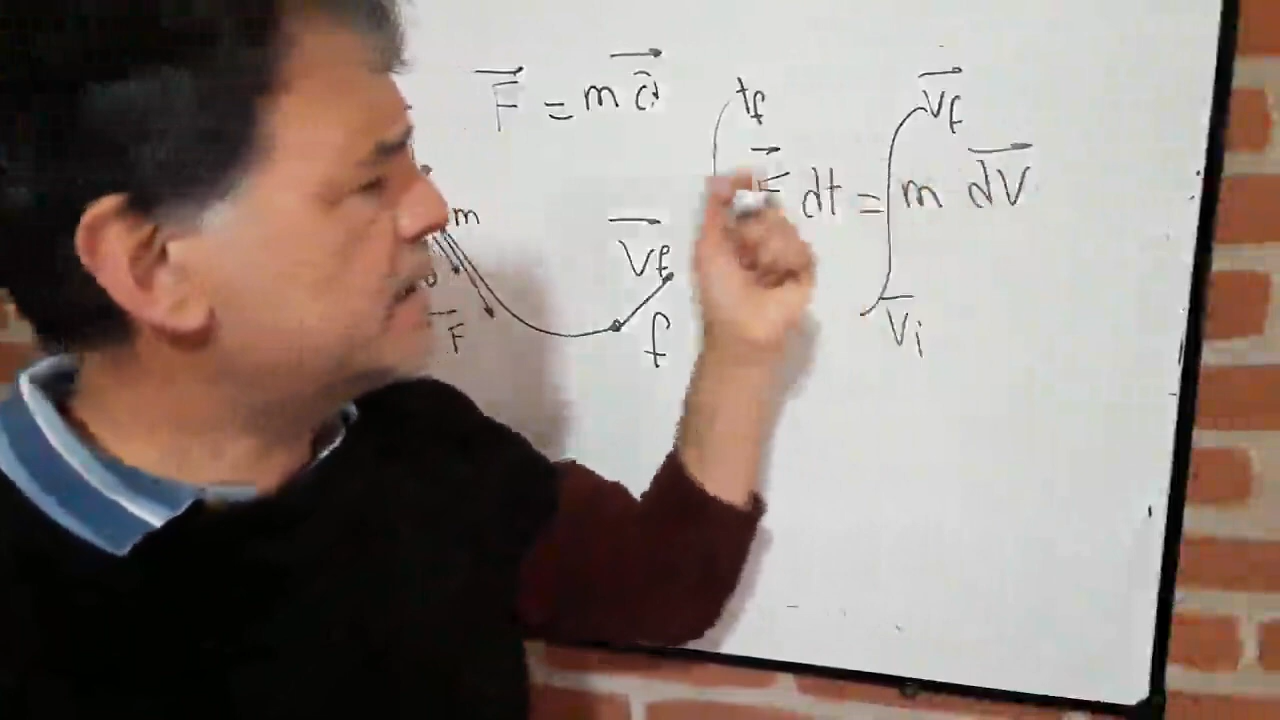 F = m a
tf
F dt = m dV
Vf
Vi
m
Vf
F
f